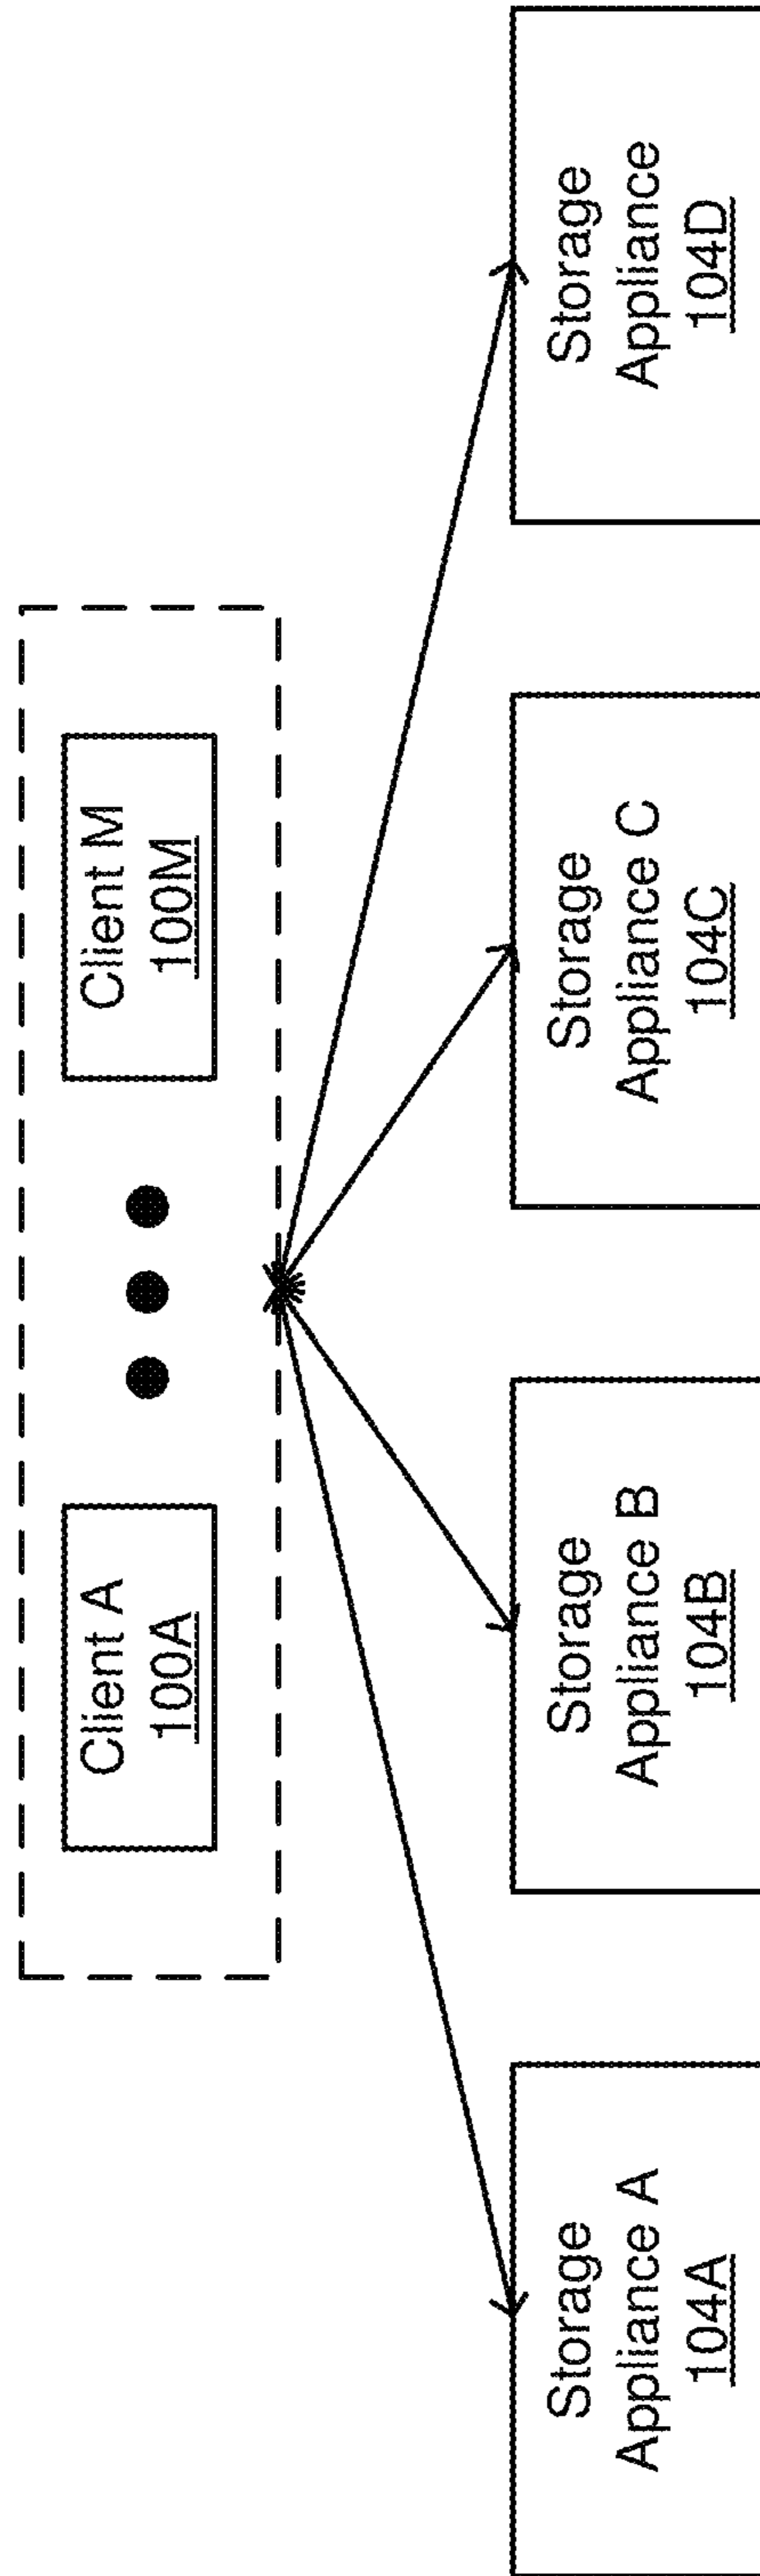 Client A
100A
Client M
100M
Storage
Appliance A
104A
Storage
Appliance B
104B
Storage
Appliance C
104C
Storage
Appliance
104D